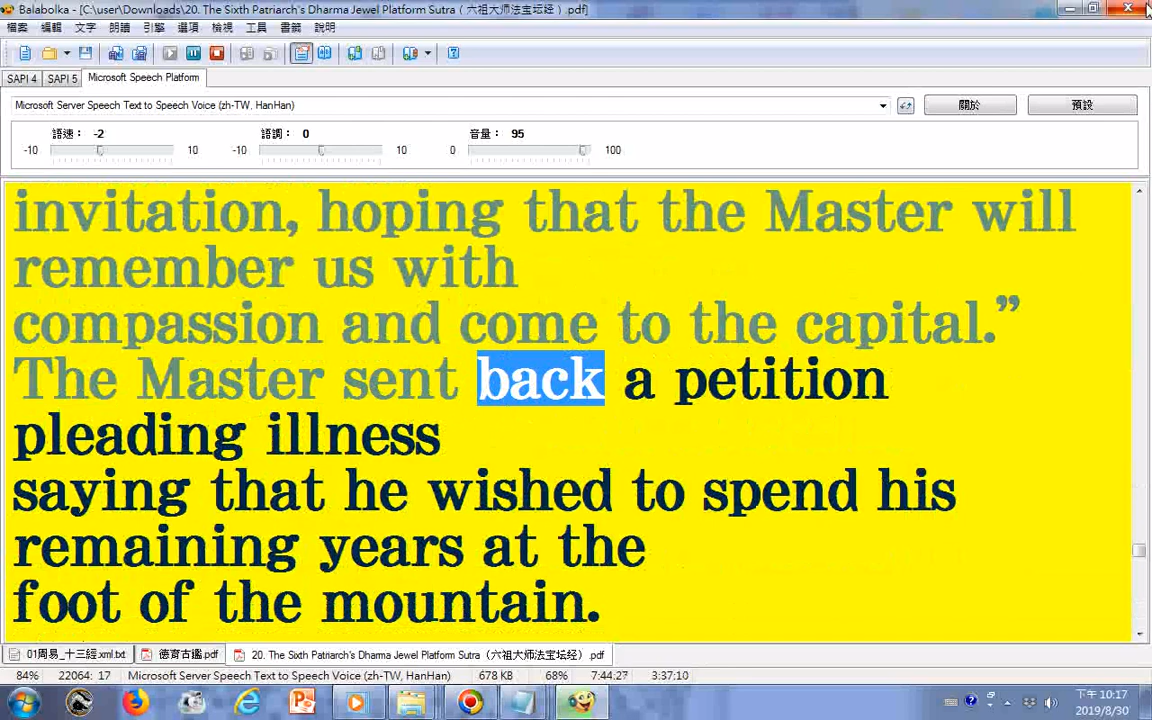 Balabolka - [C:\user\Downloads\20. The Sixth Patriarch's Dharma Jewel Platform Sutra（六祖大师法宝坛经）.pdf]
檔案 編輯 文字 朗讀 引擎 選項 檢視 工具 書籤 說明
SAPI 4 SAPI 5 Microsoft Speech Platform
Microsoft Server Speech Text to Speech Voice (zh-TW, HanHan) 關於 預設
語速： -2 語調： 0 音量： 95
-10 10 -10 10 0 100
invitation, hoping that the Master will
remember us with
compassion and come to the capital.”
The Master sent back a petition
pleading illness
saying that he wished to spend his
remaining years at the
foot of the mountain.
01周易_十三經.xml.txt 德育古鑑.pdf 20. The Sixth Patriarch's Dharma Jewel Platform Sutra（六祖大师法宝坛经）.pdf
84% 22064: 17 Microsoft Server Speech Text to Speech Voice (zh-TW, HanHan) 678 KB 68% 7:44:27 3:37:10
下午 10:17
2019/8/30